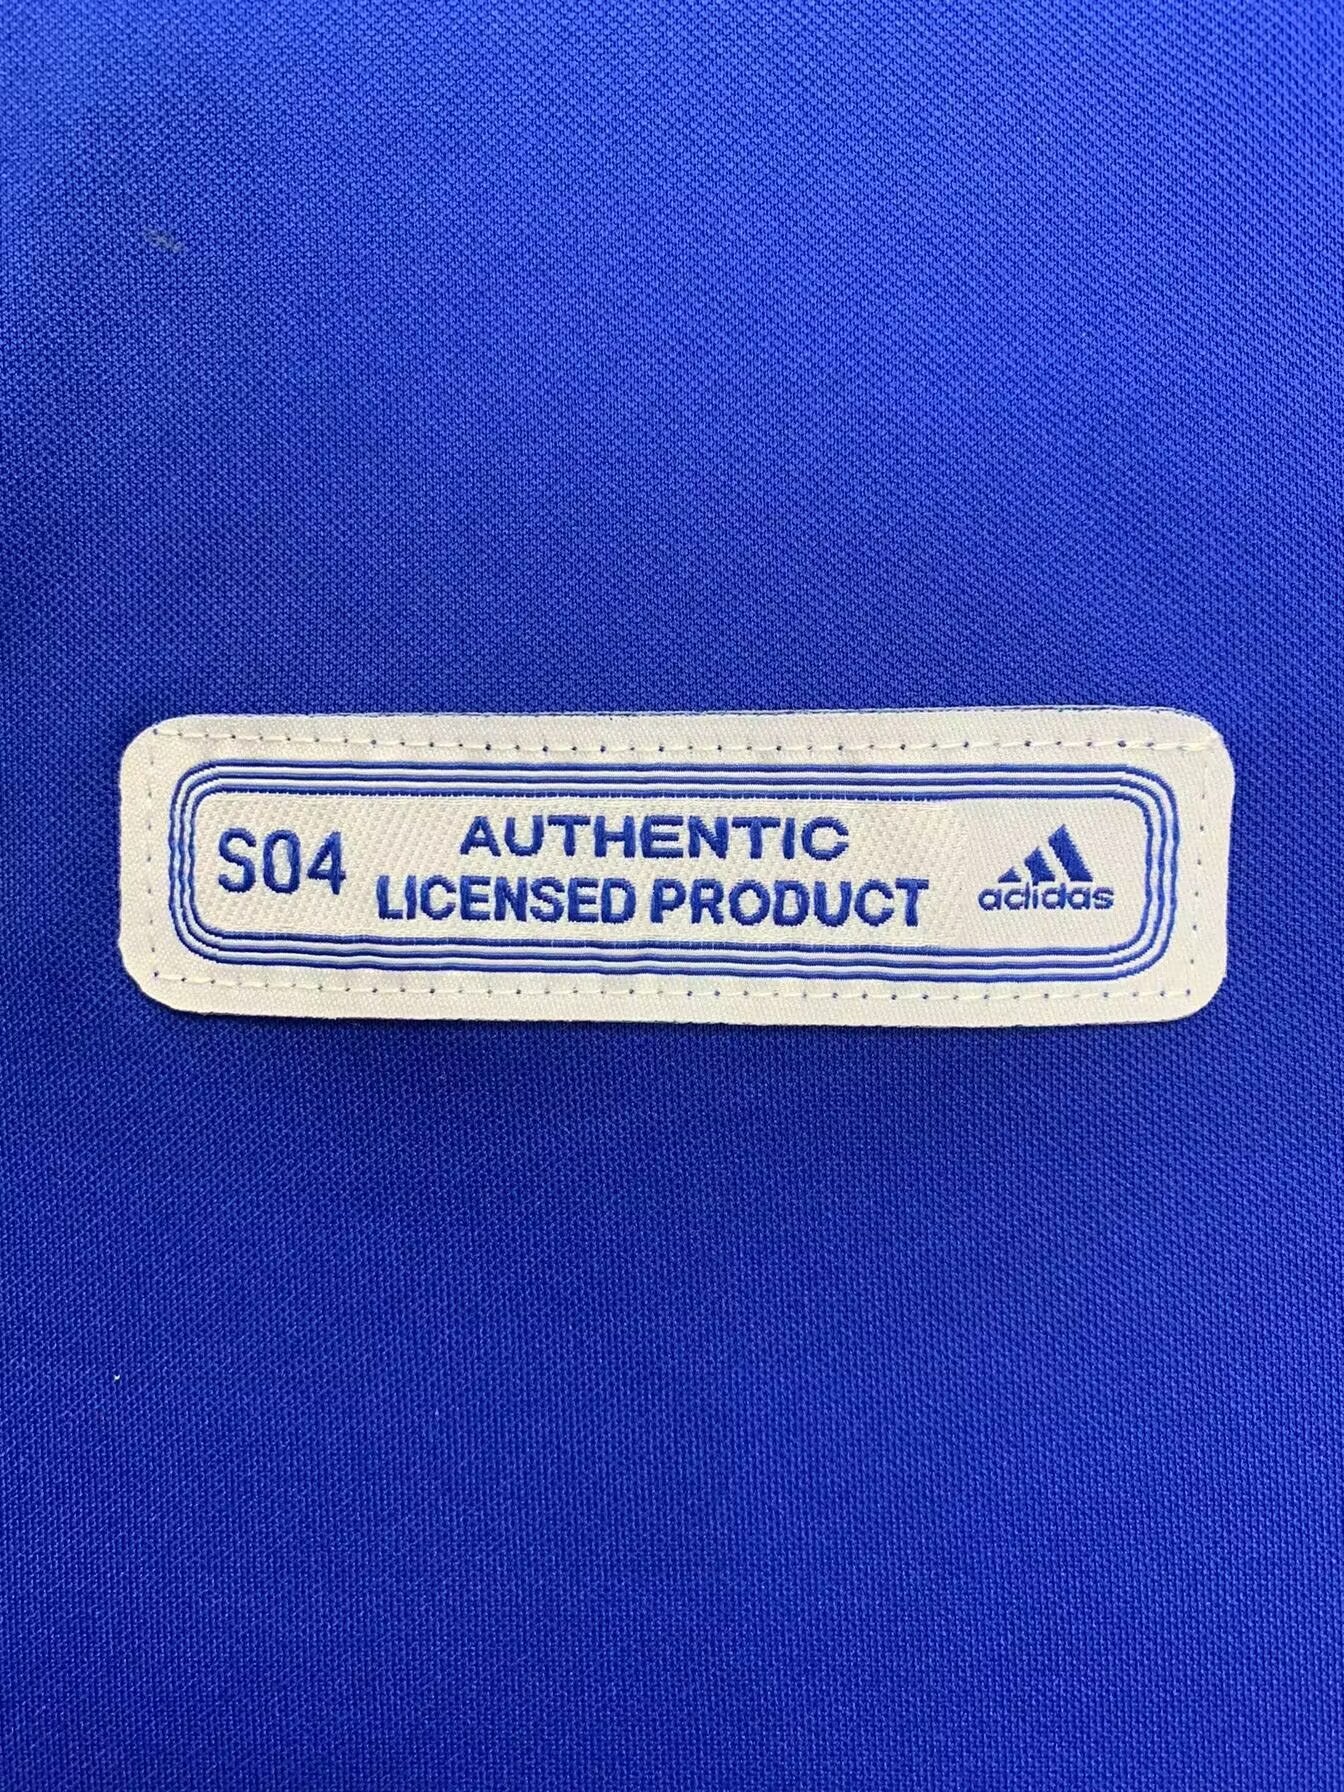 S04
AUTHENTIC
LICENSED PRODUCT
adidas